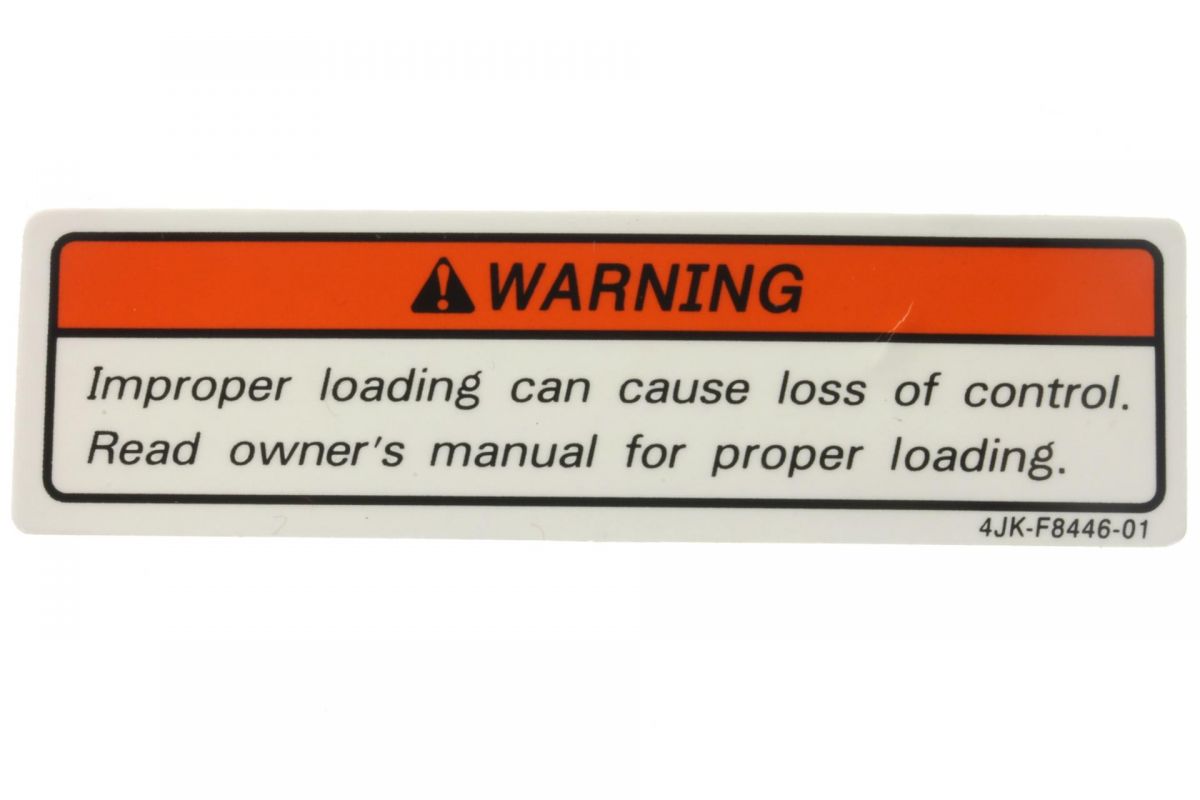 WARNING
Improper loading can cause loss of control.
Read owner's manual for proper loading.
4JK-F8446-01